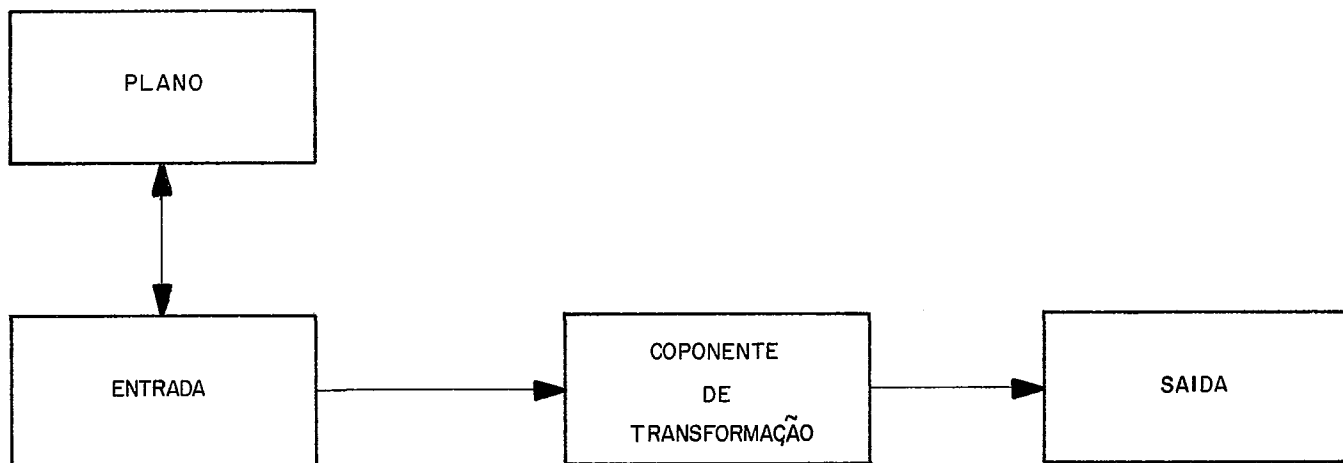 PLANO
ENTRADA
COPONENTE
DE
TRANSFORMAÇÃO
SAIDA